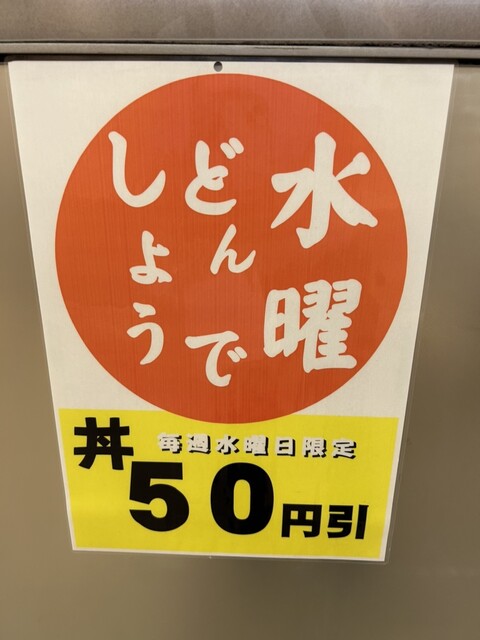 水曜
どんで
しょう
毎週水曜日限定
丼50円引